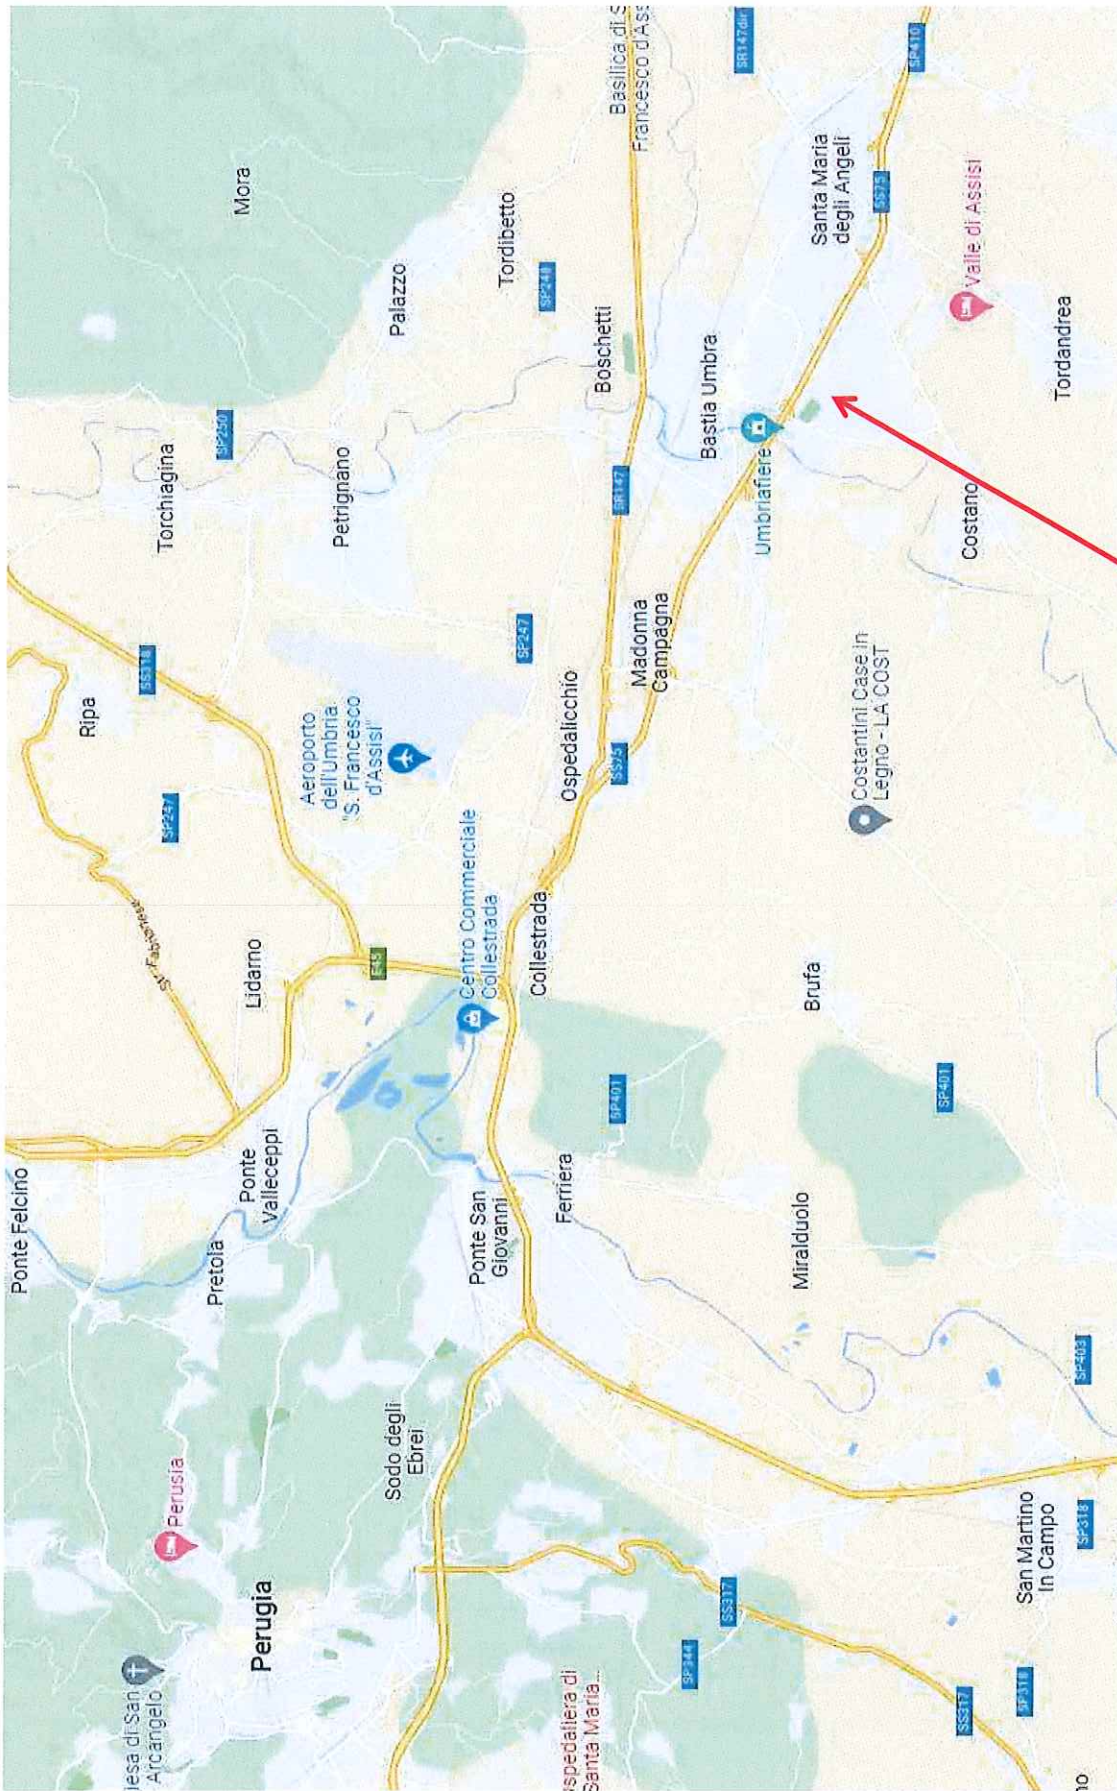 Ponte Felcino
Ripa
iesa di San
Arcangelo
SS318
St. Fabrianese
Torchiagina
SP247
Perusia
Pretola
SP250
Mora
Ponte
Valleceppi
Lidarno
Perugia
Aeroporto
dell'Umbria
"S. Francesco
d'Assisi"
Petrignano
E45
Sodo degli
Ebrei
Palazzo
Centro Commerciale
Collestrada
Ponte San
Giovanni
Tordibetto
SP247
Collestrada
SP248
Ferriera
Ospedalicchio
spedaliera di
Santa Maria...
Boschetti
SP401
SS75
SR147
Basilica di S
Francesco d'Ass
Madonna
Campagna
SP344
Bastia Umbra
SS317
SR147dir
Umbriafiere
Miralduolo
Brufa
Santa Maria
degli Angeli
Costantini Case in
Legno - LA COST
SS75
SP410
SP401
SS317
Costano
Valle di Assisi
SP318
San Martino
In Campo
Tordandrea
no
SP318
SP403